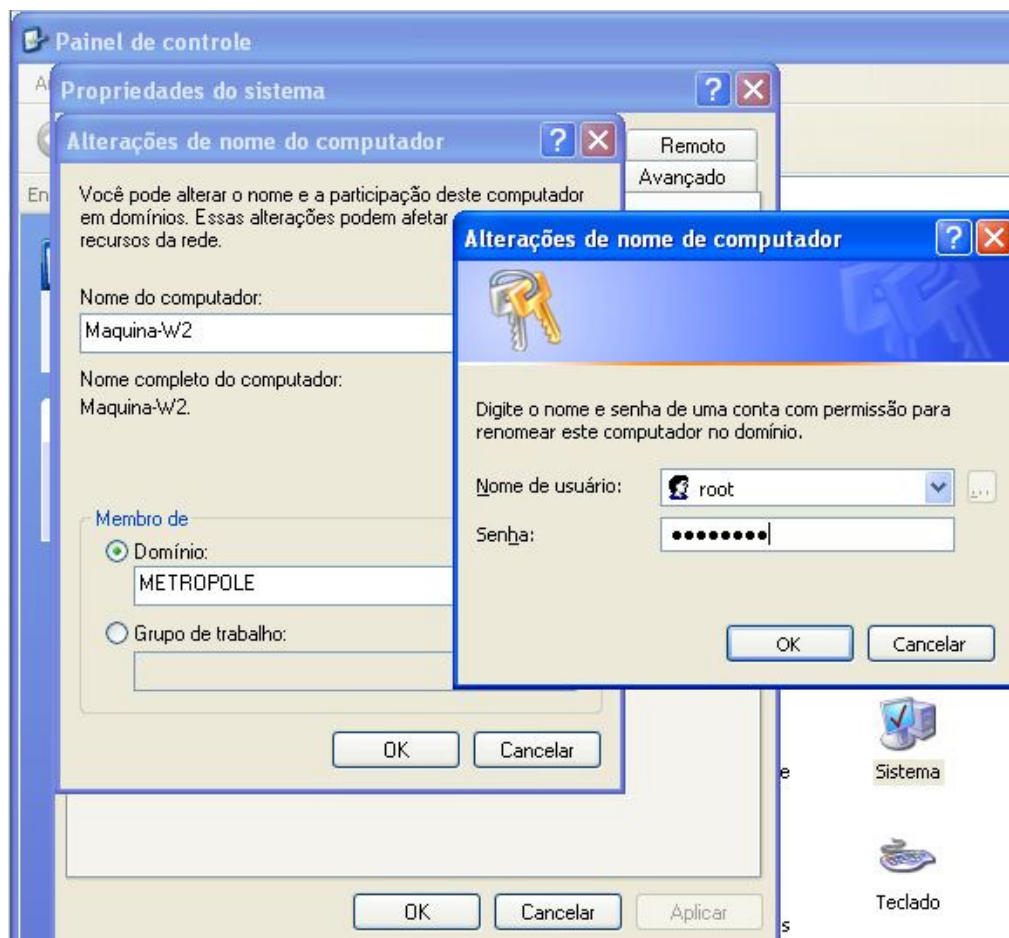 Painel de controle
Propriedades do sistema
Alterações de nome do computador
Remoto
Avançado
Você pode alterar o nome e a participação deste computador
em domínios. Essas alterações podem afetar
recursos da rede.
Nome do computador:
Maquina-W2
Nome completo do computador:
Maquina-W2.
Membro de
Domínio:
METROPOLE
Grupo de trabalho:
OK
Cancelar
Alterações de nome de computador
Digite o nome e senha de uma conta com permissão para
renomear este computador no domínio.
Nome de usuário:
root
...
Senha:
••••••••
OK
Cancelar
Sistema
Teclado
OK
Cancelar
Aplicar